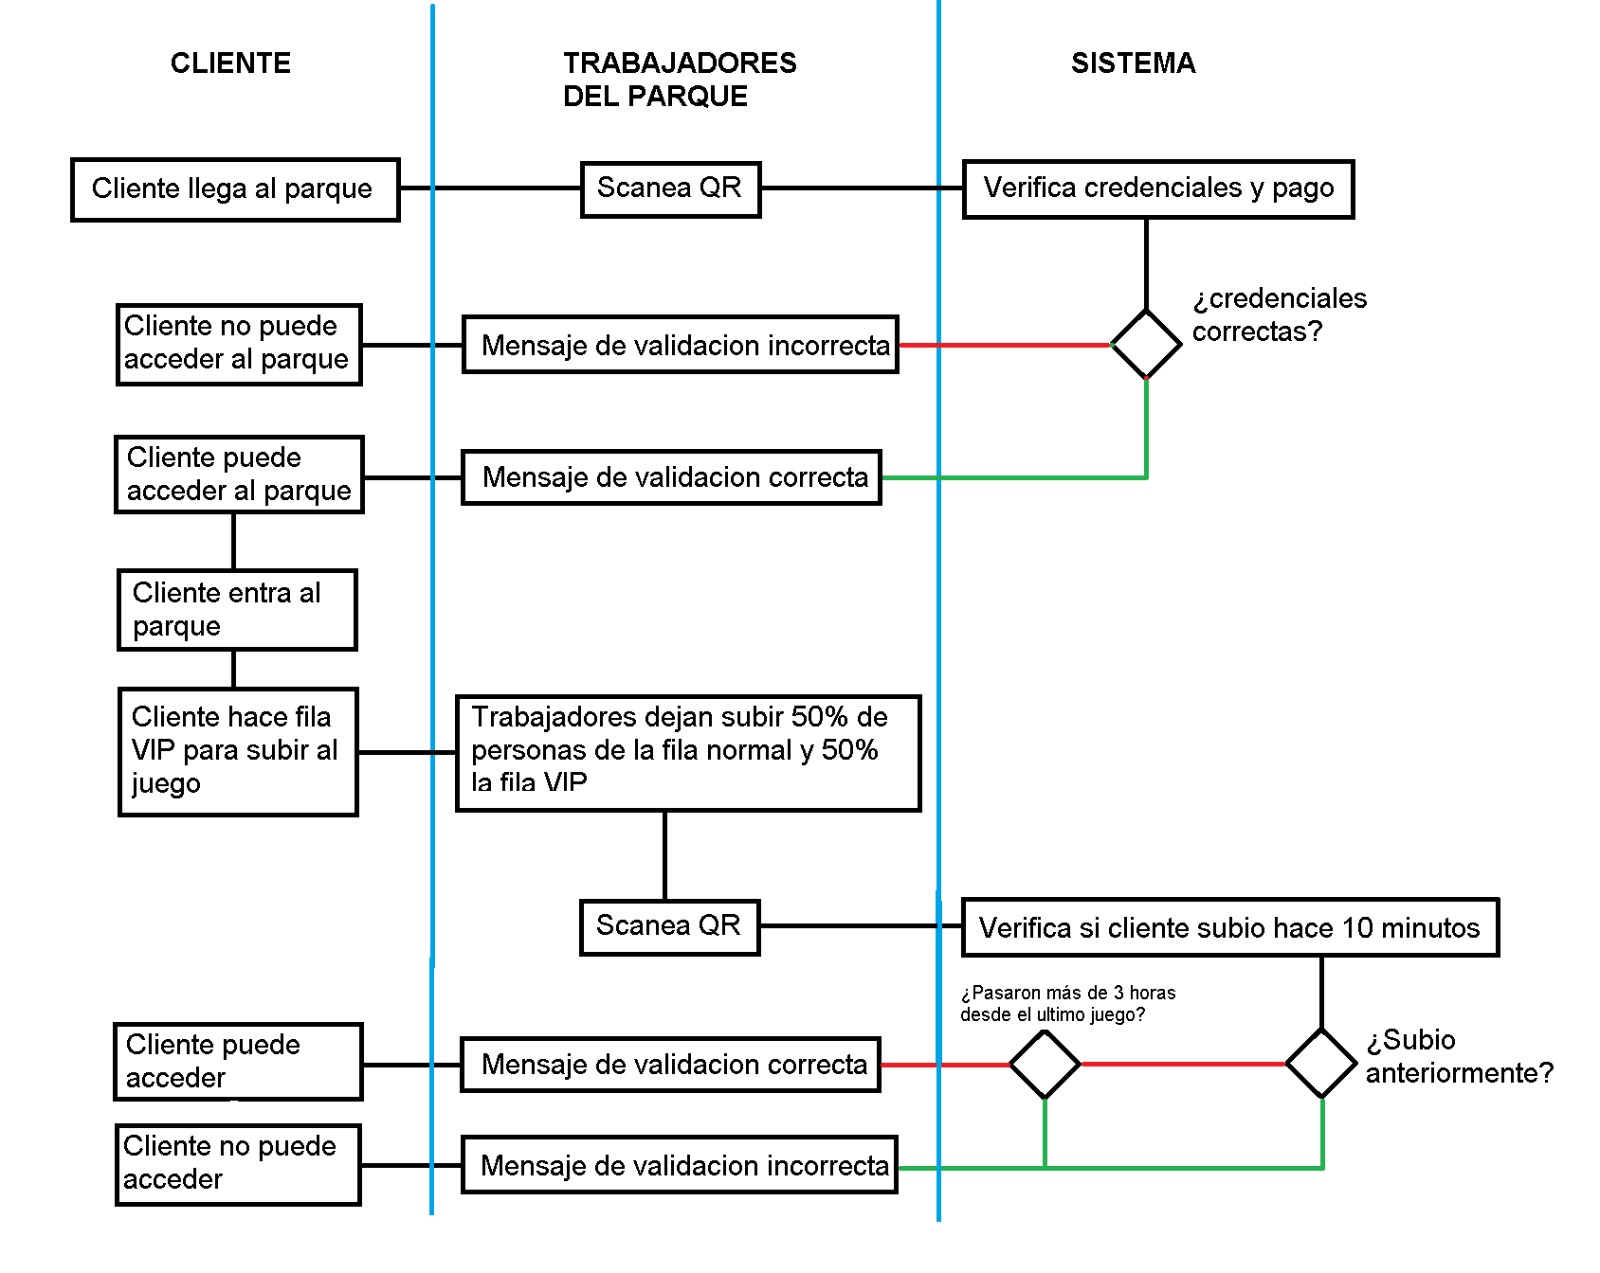 CLIENTE
TRABAJADORES
DEL PARQUE
SISTEMA
Cliente llega al parque
Scanea QR
Verifica credenciales y pago
¿credenciales
correctas?
Cliente no puede
acceder al parque
Mensaje de validacion incorrecta
Cliente puede
acceder al parque
Mensaje de validacion correcta
Cliente entra al
parque
Cliente hace fila
VIP para subir al
juego
Trabajadores dejan subir 50% de
personas de la fila normal y 50%
la fila VIP
Scanea QR
Verifica si cliente subio hace 10 minutos
¿Pasaron más de 3 horas
desde el ultimo juego?
¿Subio
anteriormente?
Cliente puede
acceder
Mensaje de validacion correcta
Cliente no puede
acceder
Mensaje de validacion incorrecta